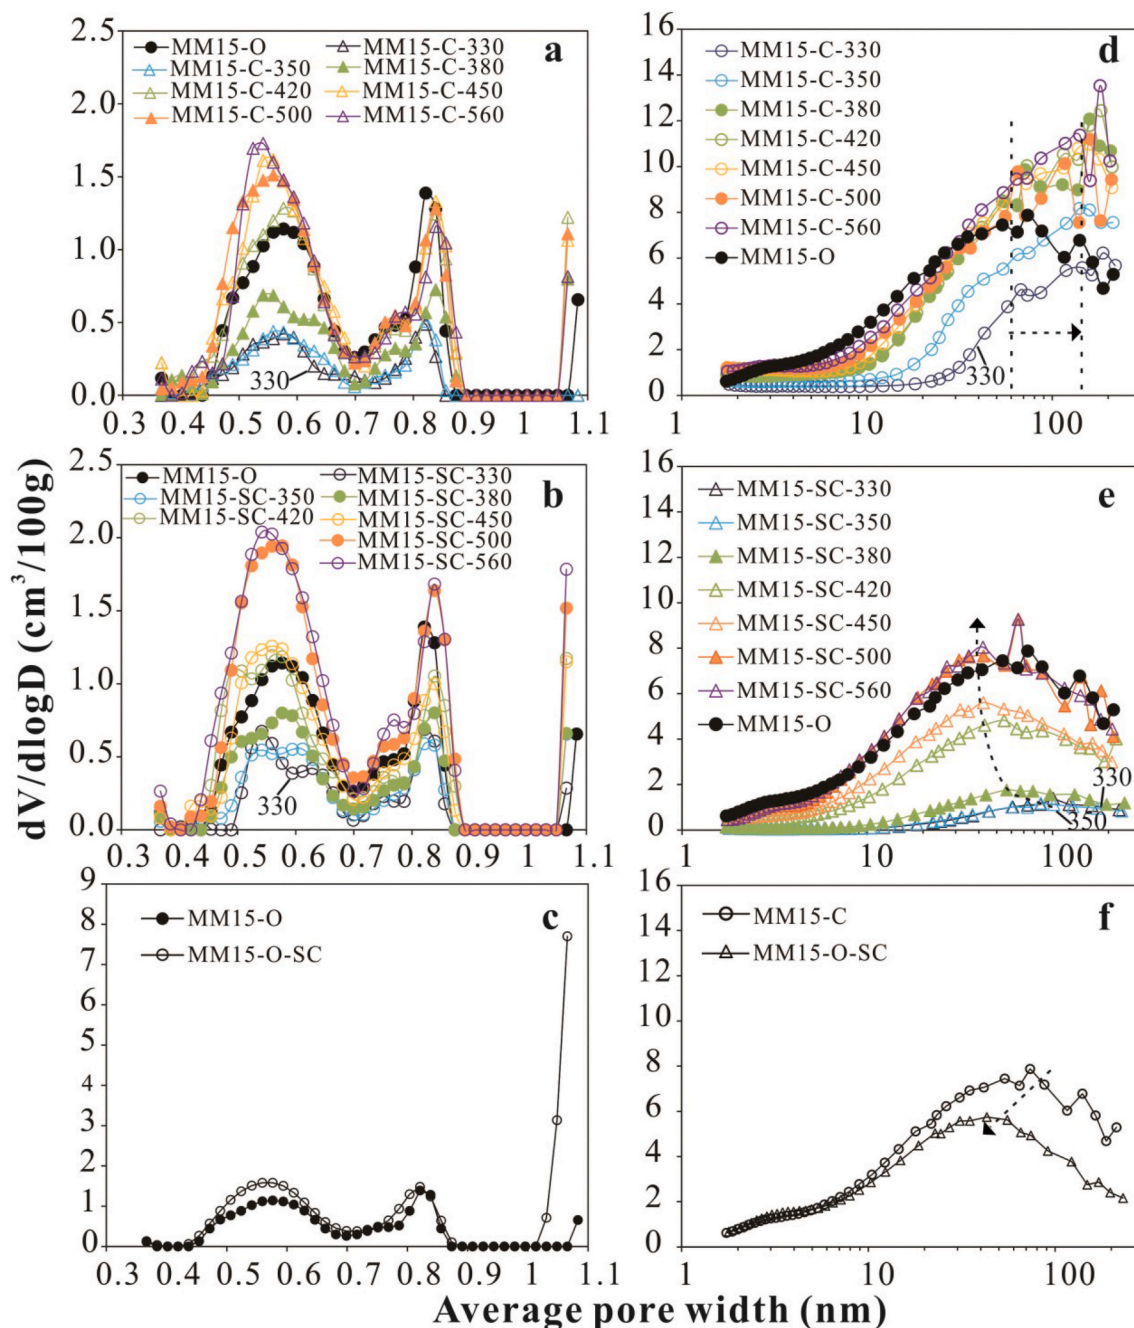 a
2.5
2.0
1.5
1.0
0.5
0.0
MM15-O
MM15-C-330
MM15-C-350
MM15-C-380
MM15-C-420
MM15-C-450
MM15-C-500
MM15-C-560
330
0.3 0.4 0.5 0.6 0.7 0.8 0.9 1.0 1.1
d
16
14
12
10
8
6
4
2
0
MM15-C-330
MM15-C-350
MM15-C-380
MM15-C-420
MM15-C-450
MM15-C-500
MM15-C-560
MM15-O
330
1 10 100
b
2.5
2.0
1.5
1.0
0.5
0.0
MM15-O
MM15-SC-330
MM15-SC-350
MM15-SC-380
MM15-SC-420
MM15-SC-450
MM15-SC-500
MM15-SC-560
330
0.3 0.4 0.5 0.6 0.7 0.8 0.9 1.0 1.1
e
16
14
12
10
8
6
4
2
0
MM15-SC-330
MM15-SC-350
MM15-SC-380
MM15-SC-420
MM15-SC-450
MM15-SC-500
MM15-SC-560
MM15-O
330
350
1 10 100
c
9
8
7
6
5
4
3
2
1
0
MM15-O
MM15-O-SC
0.3 0.4 0.5 0.6 0.7 0.8 0.9 1 1.1
f
16
14
12
10
8
6
4
2
0
MM15-C
MM15-O-SC
1 10 100
dV/dlogD (cm³/100g)
Average pore width (nm)